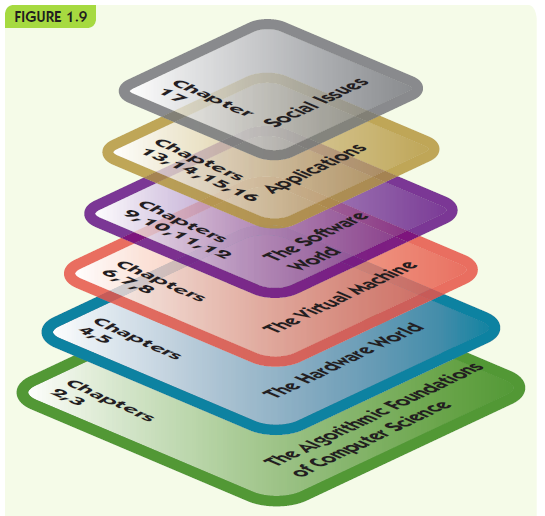 FIGURE 1.9
Chapter
17
Social Issues
Chapters
13,14,15,16
Applications
Chapters
9,10,11,12
The Software
World
Chapters
6,7,8
The Virtual Machine
Chapters
4,5
The Hardware World
Chapters
2,3
The Algorithmic Foundations
of Computer Science